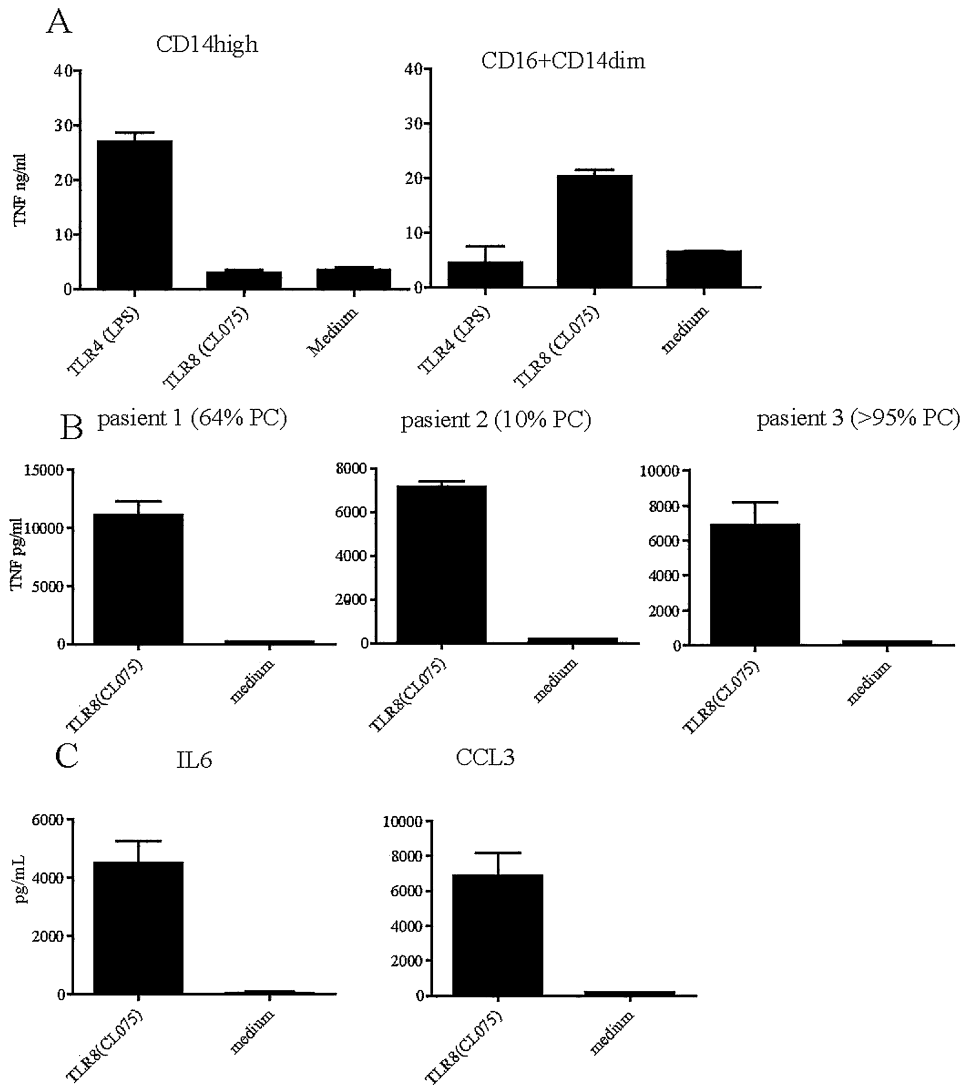 A
CD14high
CD16+CD14dim
TNF ng/ml
40
30
20
10
0
TLR4 (LPS)
TLR8 (CL075)
Medium
40
30
20
10
0
TLR4 (LPS)
TLR8 (CL075)
medium
B
pasient 1 (64% PC)
pasient 2 (10% PC)
pasient 3 (>95% PC)
TNF pg/ml
15000
10000
5000
0
TLR8(CL075)
medium
8000
6000
4000
2000
0
TLR8(CL075)
medium
10000
8000
6000
4000
2000
0
TLR8(CL075)
medium
C
IL6
CCL3
pg/mL
6000
4000
2000
0
TLR8(CL075)
medium
10000
8000
6000
4000
2000
0
TLR8(CL075)
medium